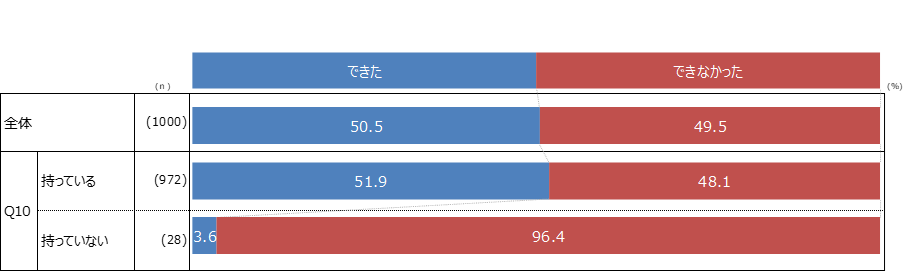 できた できなかった
(n) (%)
全体 (1000) 50.5 49.5
持っている (972) 51.9 48.1
Q10
持っていない (28) 3.6 96.4